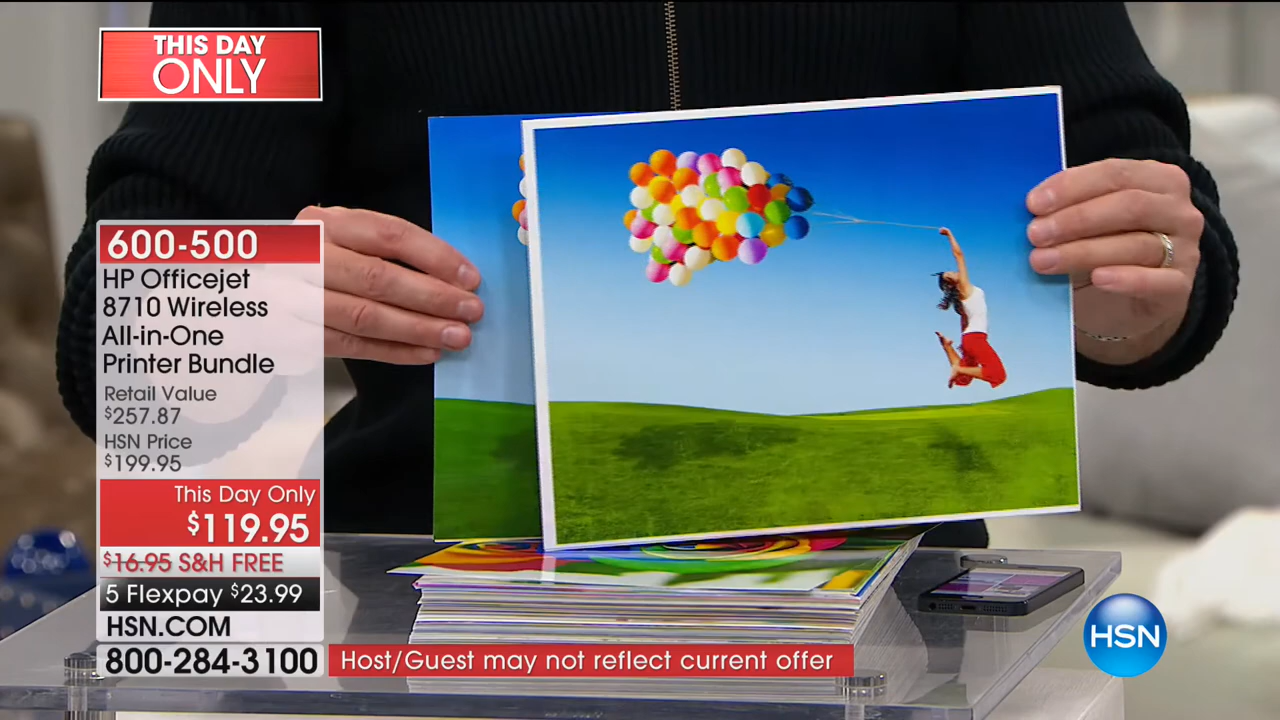 THIS DAY
ONLY
600-500
HP Officejet
8710 Wireless
All-in-One
Printer Bundle
Retail Value
$257.87
HSN Price
$199.95
This Day Only
$119.95
$16.95 S&H FREE
5 Flexpay $23.99
HSN.COM
800-284-3100
Host/Guest may not reflect current offer
HSN